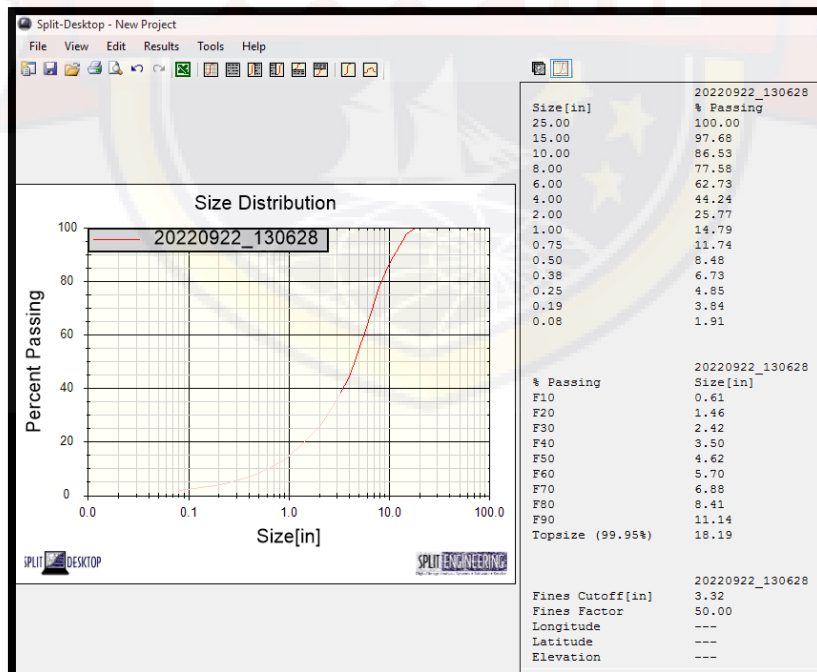 Split-Desktop - New Project
File View Edit Results Tools Help
Size Distribution
20220922_130628
Percent Passing
100
80
60
40
20
0
0.0 0.1 1.0 10.0 100.0
Size[in]
SPLIT DESKTOP
SPLIT ENGINEERING
20220922_130628
Size[in] % Passing
25.00 100.00
15.00 97.68
10.00 86.53
8.00 77.58
6.00 62.73
4.00 44.24
2.00 25.77
1.00 14.79
0.75 11.74
0.50 8.48
0.38 6.73
0.25 4.85
0.19 3.84
0.08 1.91
20220922_130628
% Passing Size[in]
F10 0.61
F20 1.46
F30 2.42
F40 3.50
F50 4.62
F60 5.70
F70 6.88
F80 8.41
F90 11.14
Topsize (99.95%) 18.19
20220922_130628
Fines Cutoff[in] 3.32
Fines Factor 50.00
Longitude ---
Latitude ---
Elevation ---